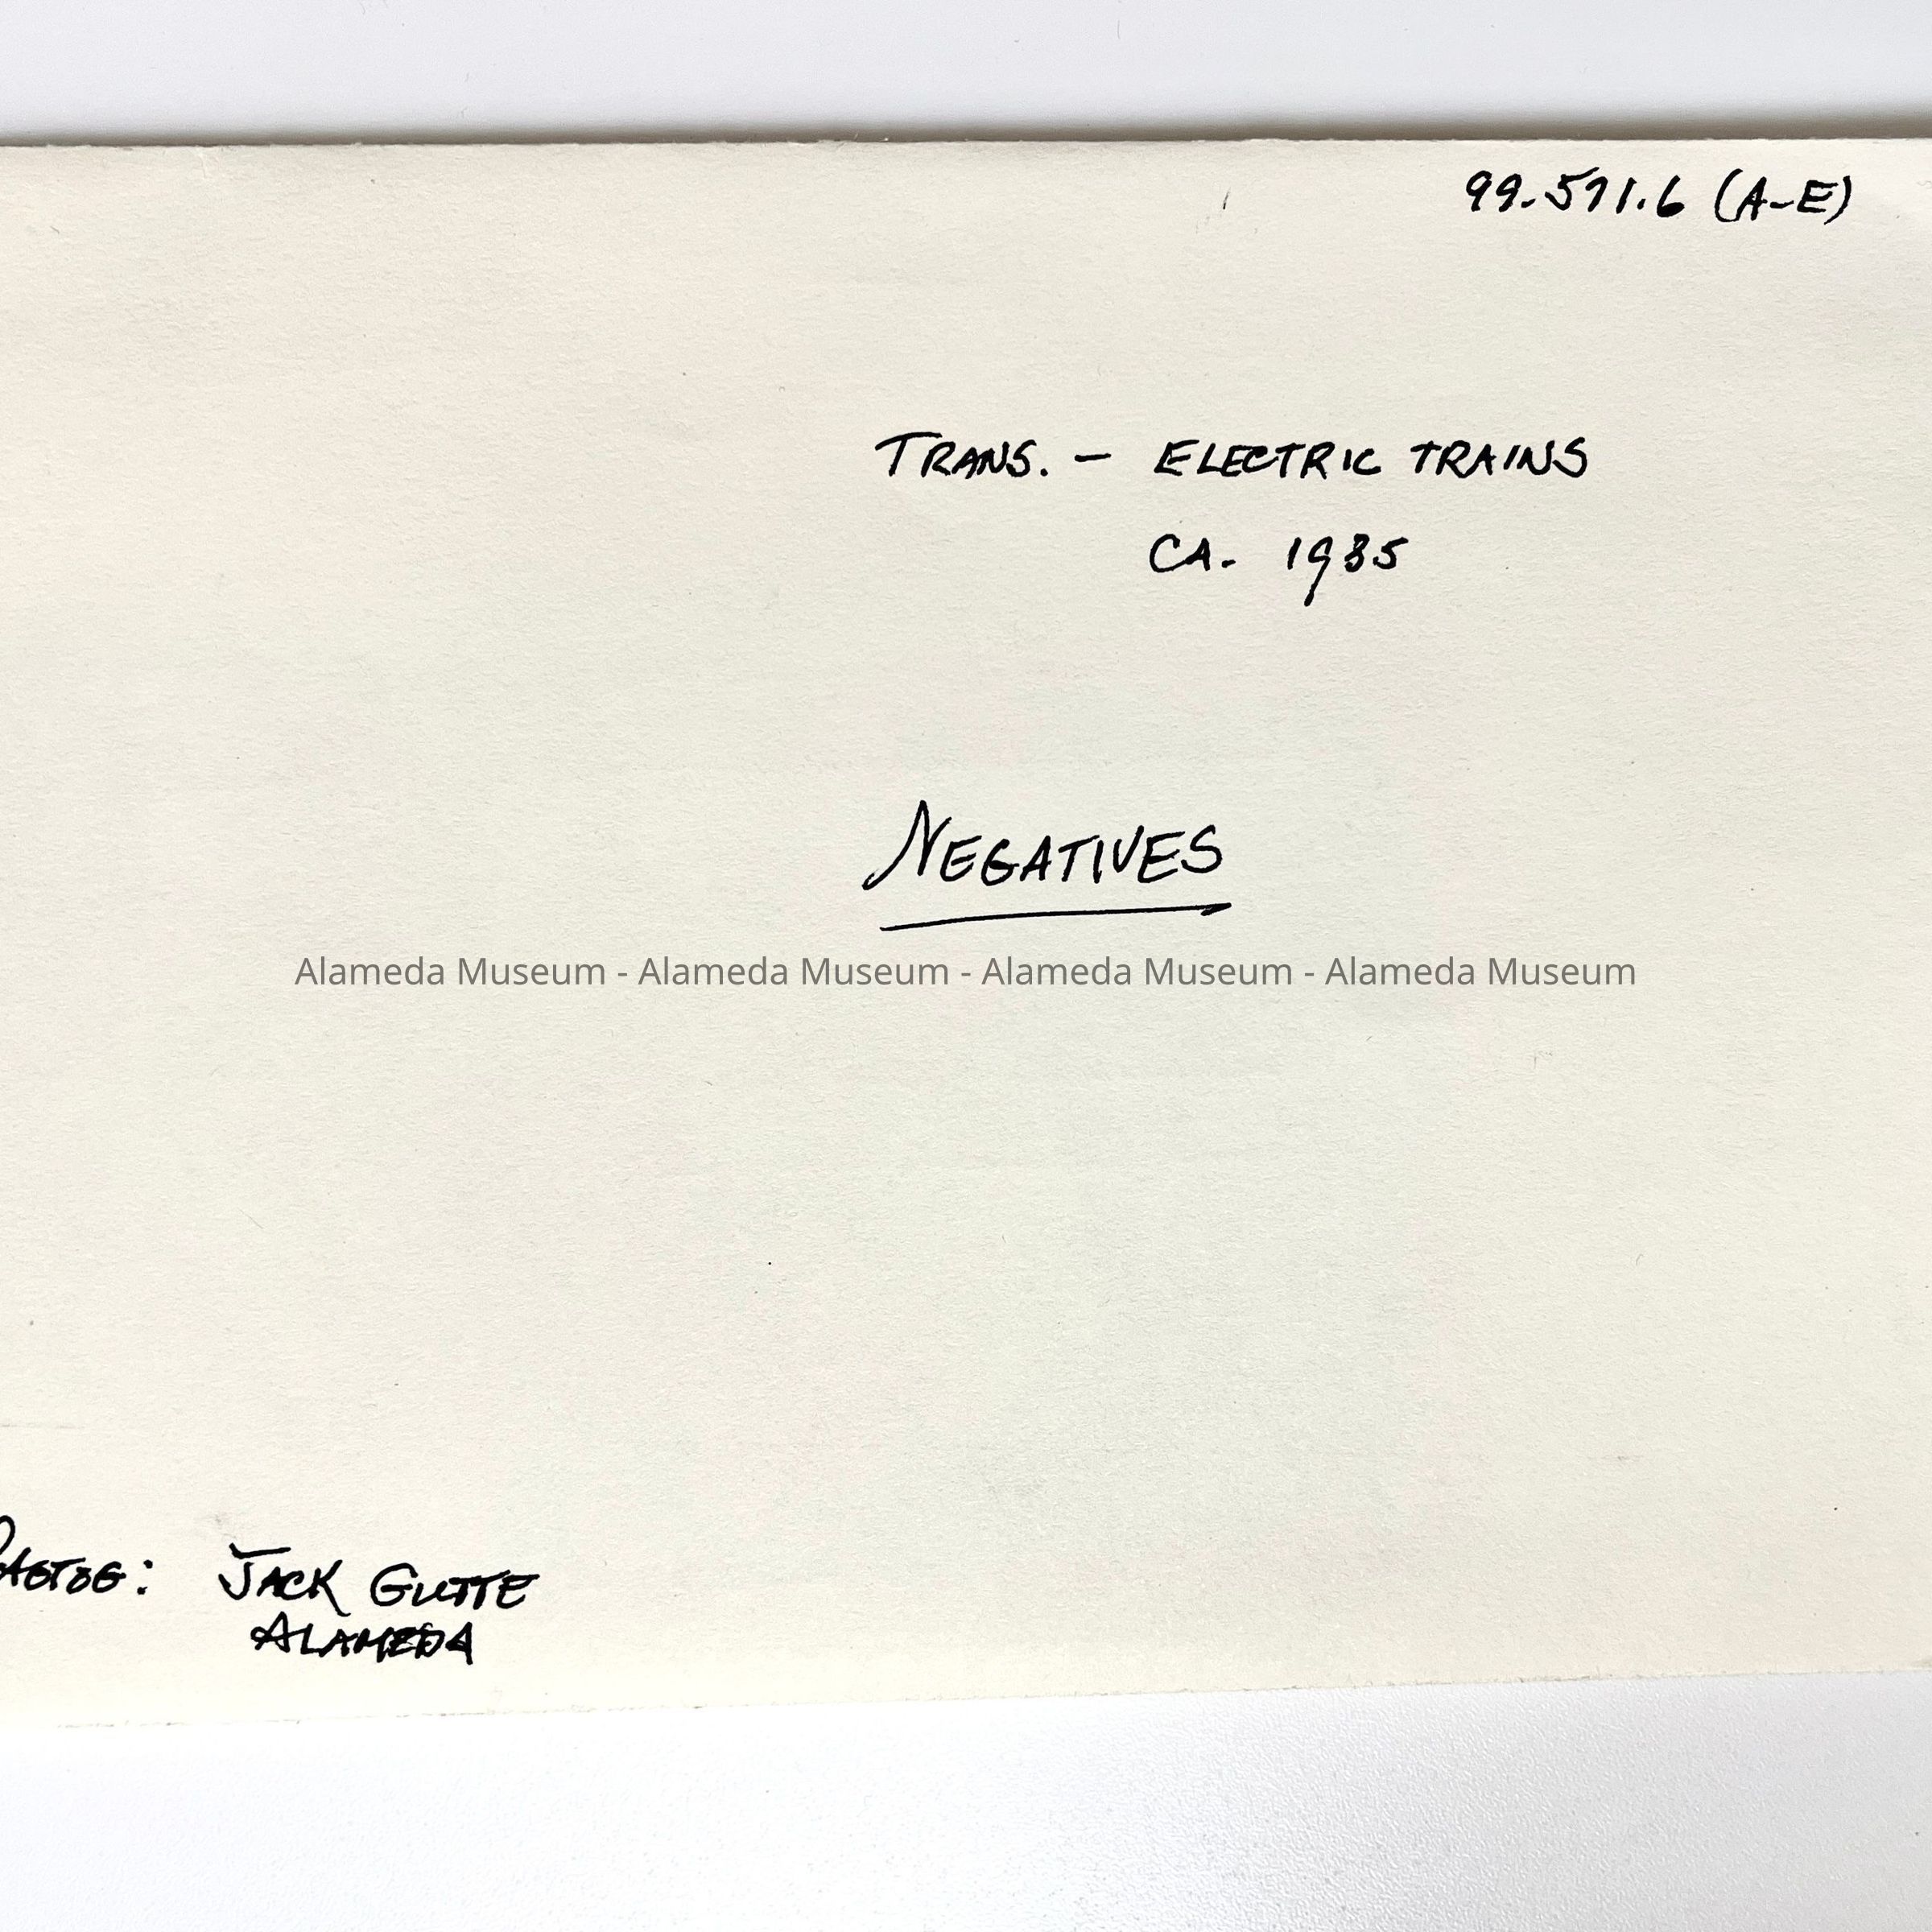 99.571.6 (A-E)
TRANS. - ELECTRIC TRAINS
CA. 1935
NEGATIVES
Alameda Museum - Alameda Museum - Alameda Museum - Alameda Museum
JACK GUTTE
ALAMEDA